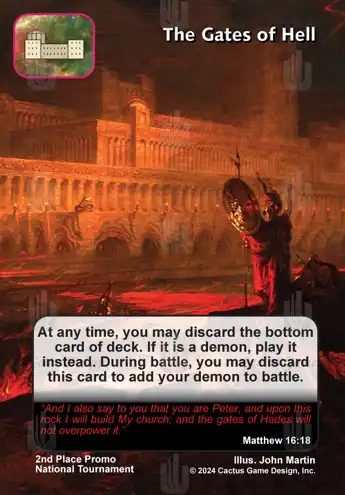 The Gates of Hell
At any time, you may discard the bottom
card of deck. If it is a demon, play it
instead. During battle, you may discard
this card to add your demon to battle.
"And I also say to you that you are Peter, and upon this
rock I will build My church; and the gates of Hades will
not overpower it."
Matthew 16:18
2nd Place Promo
National Tournament
Illus. John Martin
© 2024 Cactus Game Design, Inc.